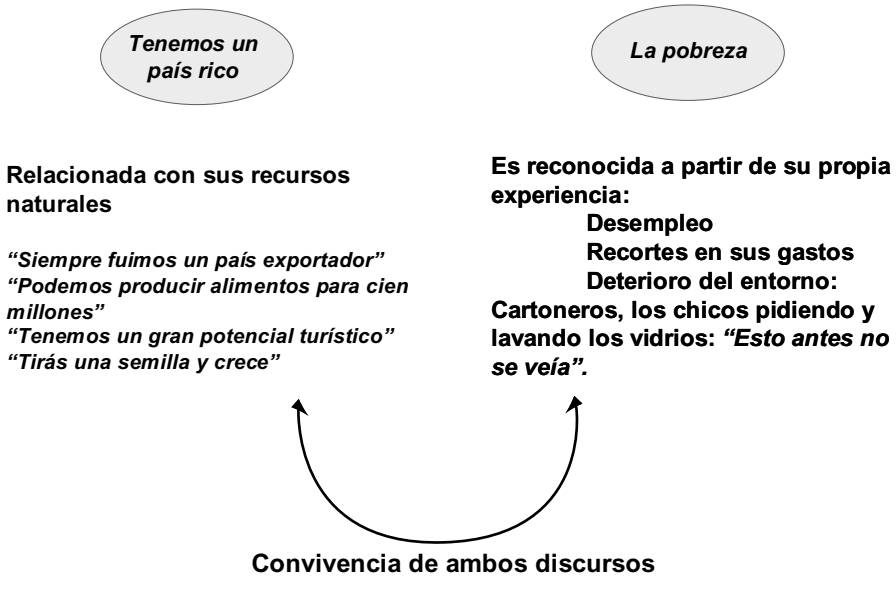 Tenemos un
país rico
Relacionada con sus recursos
naturales
“Siempre fuimos un país exportador”
“Podemos producir alimentos para cien
millones”
“Tenemos un gran potencial turístico”
“Tirás una semilla y crece”
La pobreza
Es reconocida a partir de su propia
experiencia:
Desempleo
Recortes en sus gastos
Deterioro del entorno:
Cartoneros, los chicos pidiendo y
lavando los vidrios: “Esto antes no
se veía”.
Convivencia de ambos discursos